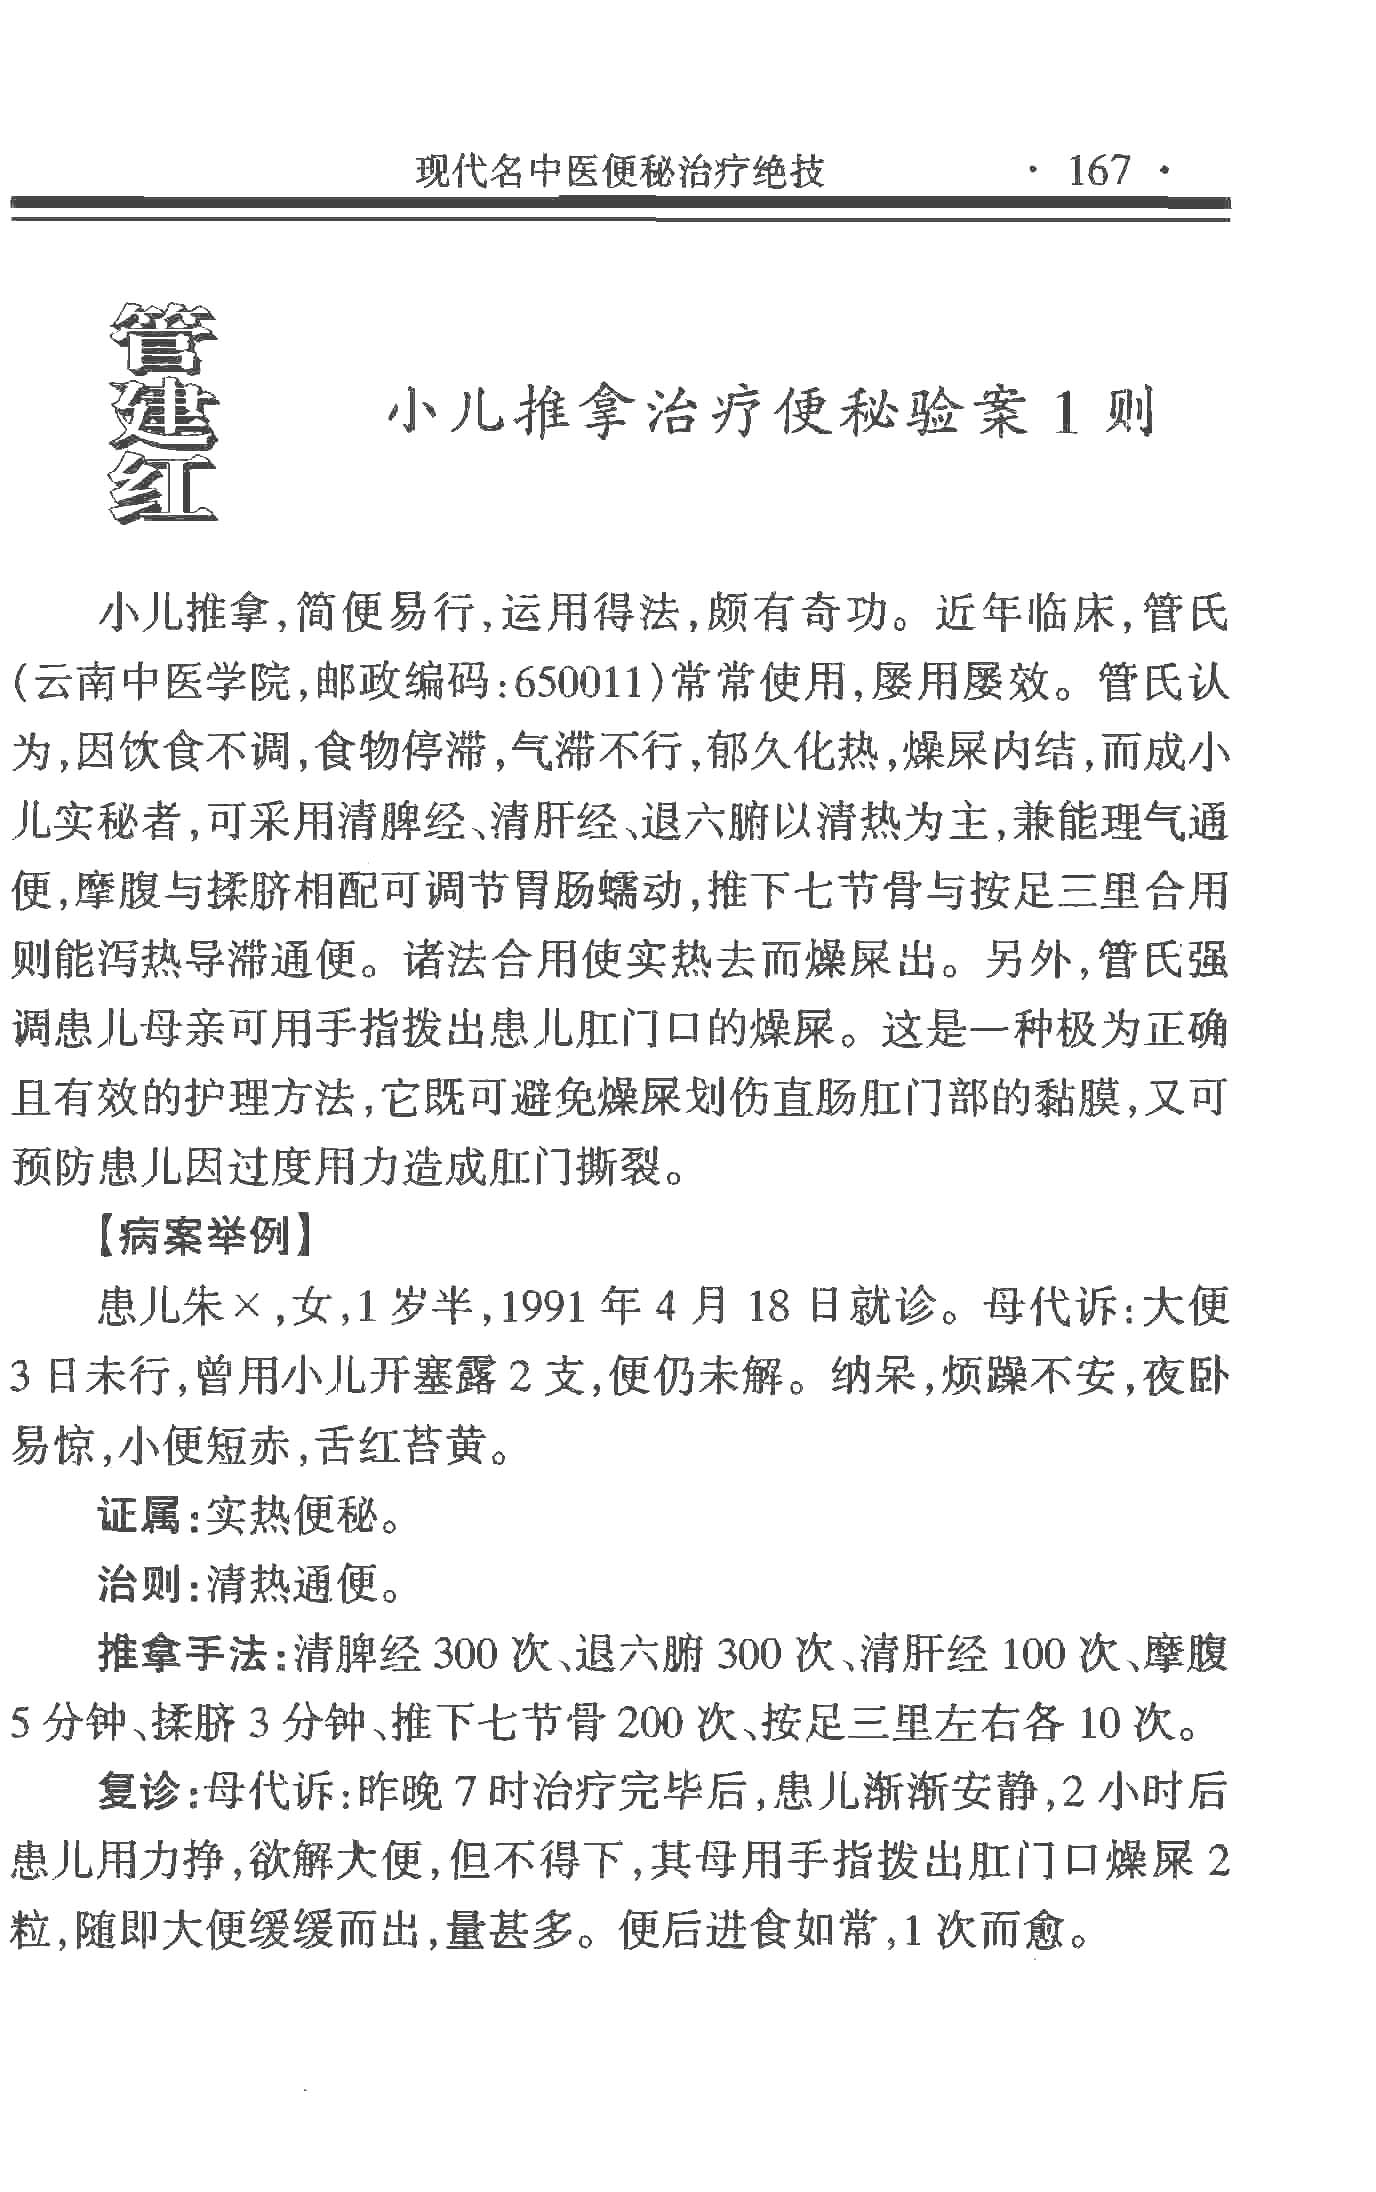 现代名中医便秘治疗绝技 · 167 ·
管建红
小儿推拿治疗便秘验案 1 则
小儿推拿,简便易行,运用得法,颇有奇功。近年临床,管氏
(云南中医学院,邮政编码:650011)常常使用,屡用屡效。管氏认
为,因饮食不调,食物停滞,气滞不行,郁久化热,燥屎内结,而成小
儿实秘者,可采用清脾经、清肝经、退六腑以清热为主,兼能理气通
便,摩腹与揉脐相配可调节胃肠蠕动,推下七节骨与按足三里合用
则能泻热导滞通便。诸法合用使实热去而燥屎出。另外,管氏强
调患儿母亲可用手指拨出患儿肛门口的燥屎。这是一种极为正确
且有效的护理方法,它既可避免燥屎划伤直肠肛门部的黏膜,又可
预防患儿因过度用力造成肛门撕裂。
【病案举例】
患儿朱×,女,1 岁半,1991 年 4 月 18 日就诊。母代诉:大便
3 日未行,曾用小儿开塞露 2 支,便仍未解。纳呆,烦躁不安,夜卧
易惊,小便短赤,舌红苔黄。
证属:实热便秘。
治则:清热通便。
推拿手法:清脾经 300 次、退六腑 300 次、清肝经 100 次、摩腹
5 分钟、揉脐 3 分钟、推下七节骨 200 次、按足三里左右各 10 次。
复诊:母代诉:昨晚 7 时治疗完毕后,患儿渐渐安静,2 小时后
患儿用力挣,欲解大便,但不得下,其母用手指拨出肛门口燥屎 2
粒,随即大便缓缓而出,量甚多。便后进食如常,1 次而愈。